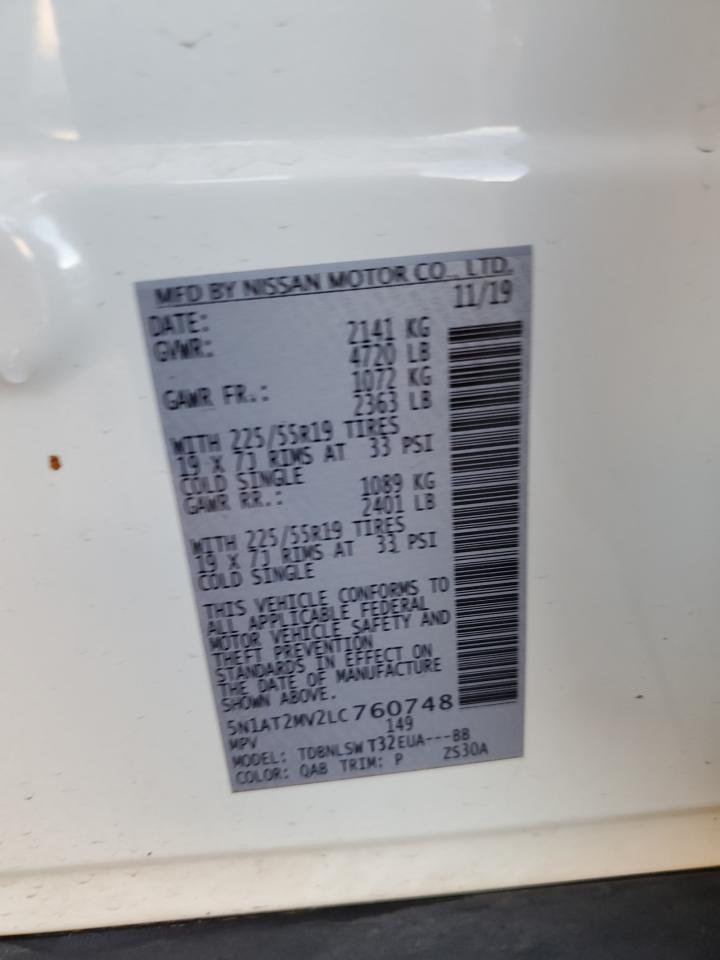 MFD BY NISSAN MOTOR CO., LTD.
DATE: 11/19
GVWR: 2141 KG
4720 LB
GAWR FR.: 1072 KG
2363 LB
WITH 225/55R19 TIRES
19 X 7J RIMS AT 33 PSI
COLD SINGLE
GAWR RR.: 1089 KG
2401 LB
WITH 225/55R19 TIRES
19 X 7J RIMS AT 33 PSI
COLD SINGLE
THIS VEHICLE CONFORMS TO
ALL APPLICABLE FEDERAL
MOTOR VEHICLE SAFETY AND
THEFT PREVENTION
STANDARDS IN EFFECT ON
THE DATE OF MANUFACTURE
SHOWN ABOVE.
5N1AT2MV2LC760748
MPV 149
MODEL: TDBNLSW T32EUA---BB
COLOR: QAB TRIM: P ZS30A